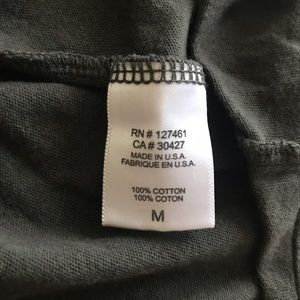 RN # 127461
CA # 30427
MADE IN U.S.A.
FABRIQUE EN U.S.A.
100% COTTON
100% COTON
M